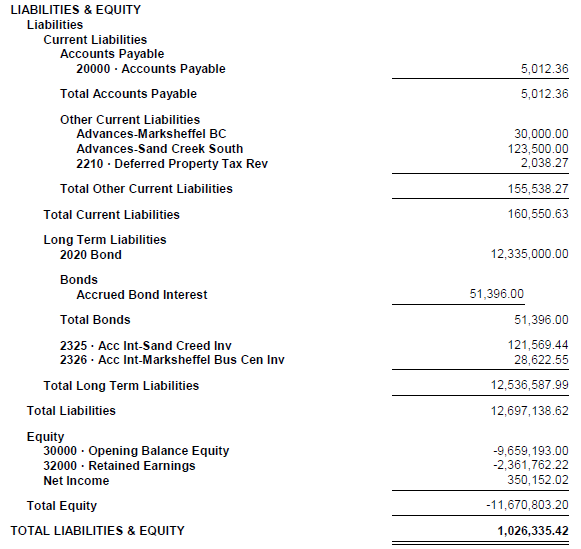 LIABILITIES & EQUITY
Liabilities
Current Liabilities
Accounts Payable
20000 · Accounts Payable 5,012.36
Total Accounts Payable 5,012.36
Other Current Liabilities
Advances-Marksheffel BC 30,000.00
Advances-Sand Creek South 123,500.00
2210 · Deferred Property Tax Rev 2,038.27
Total Other Current Liabilities 155,538.27
Total Current Liabilities 160,550.63
Long Term Liabilities
2020 Bond 12,335,000.00
Bonds
Accrued Bond Interest 51,396.00
Total Bonds 51,396.00
2325 · Acc Int-Sand Creed Inv 121,569.44
2326 · Acc Int-Marksheffel Bus Cen Inv 28,622.55
Total Long Term Liabilities 12,536,587.99
Total Liabilities 12,697,138.62
Equity
30000 · Opening Balance Equity -9,659,193.00
32000 · Retained Earnings -2,361,762.22
Net Income 350,152.02
Total Equity -11,670,803.20
TOTAL LIABILITIES & EQUITY 1,026,335.42